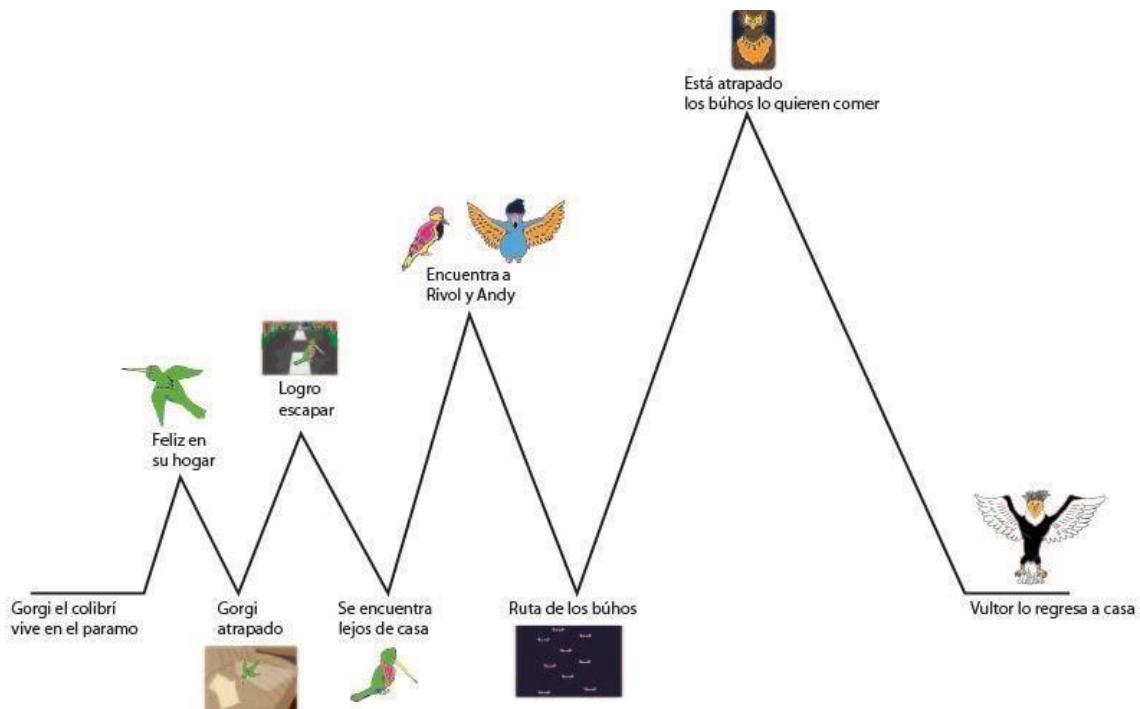 Está atrapado
los búhos lo quieren comer
Encuentra a
Rivol y Andy
Logro
escapar
Feliz en
su hogar
Gorgi el colibrí
vive en el paramo
Gorgi
atrapado
Se encuentra
lejos de casa
Ruta de los búhos
Vultor lo regresa a casa